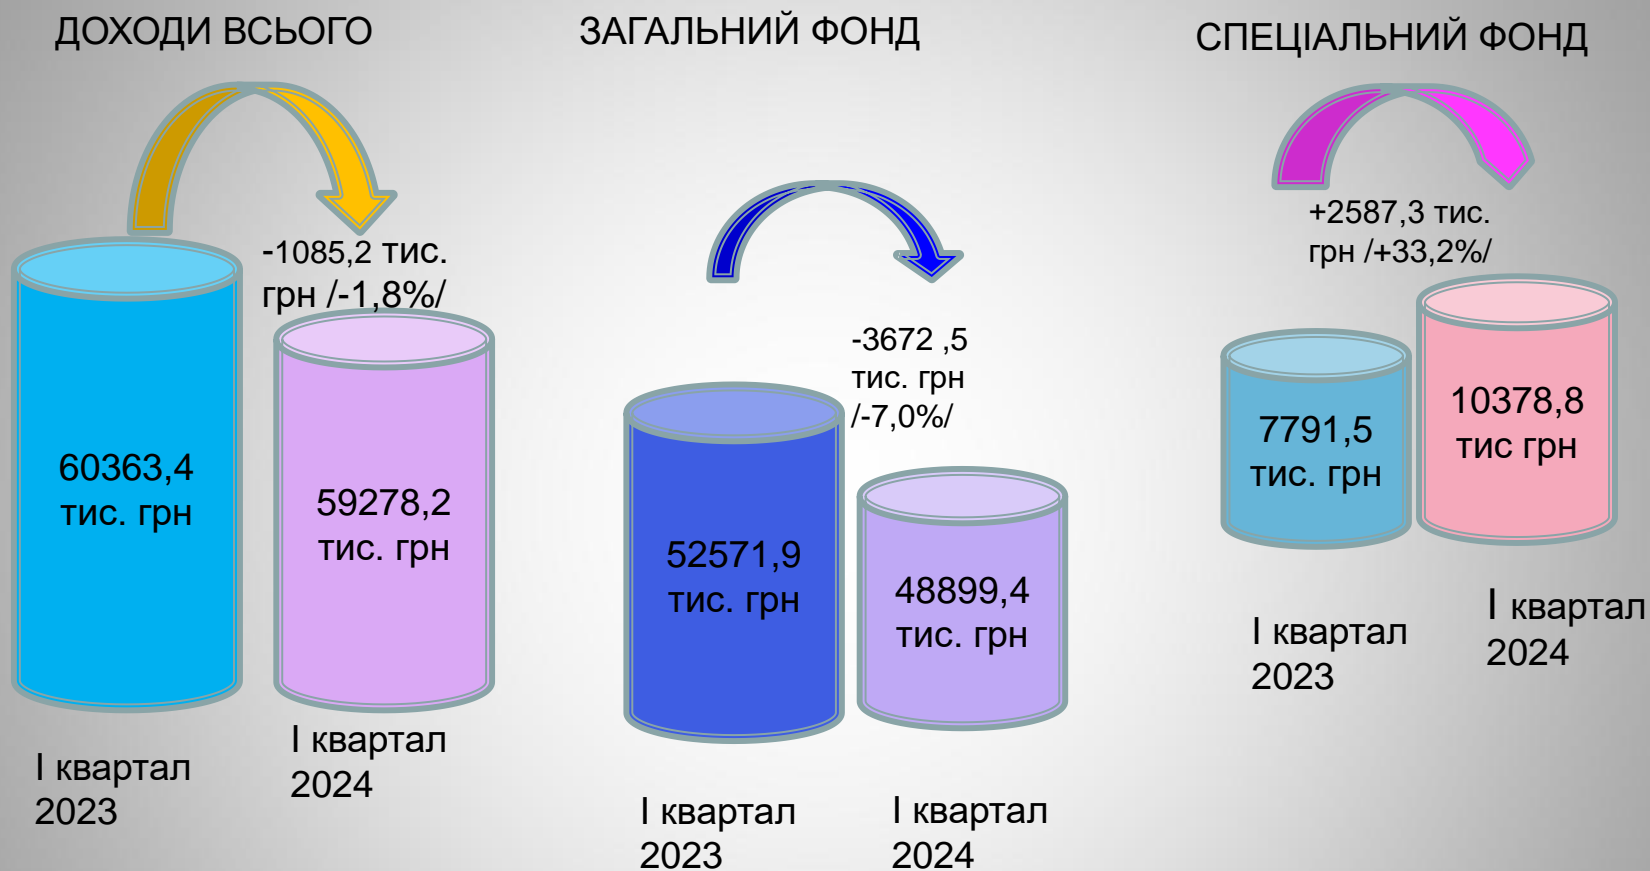 ДОХОДИ ВСЬОГО
-1085,2 тис.
грн /-1,8%/
60363,4
тис. грн
59278,2
тис. грн
І квартал
2023
І квартал
2024
ЗАГАЛЬНИЙ ФОНД
-3672 ,5
тис. грн
/-7,0%/
52571,9
тис. грн
48899,4
тис. грн
І квартал
2023
І квартал
2024
СПЕЦІАЛЬНИЙ ФОНД
+2587,3 тис.
грн /+33,2%/
7791,5
тис. грн
10378,8
тис грн
І квартал
2023
І квартал
2024